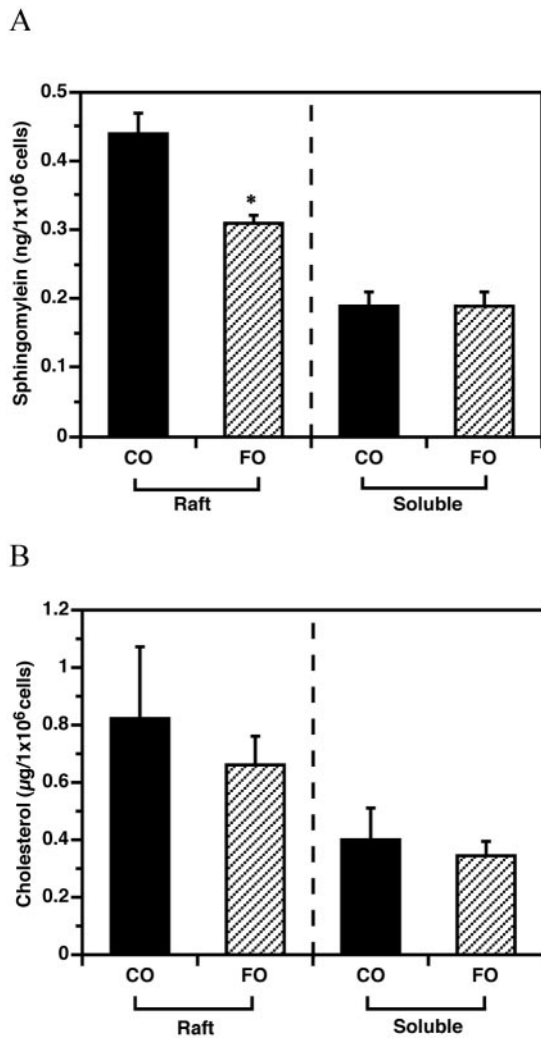 A
Sphingomylein (ng/1x10⁶ cells)
0.5
0.4
0.3
0.2
0.1
0
*
CO FO CO FO
Raft Soluble
B
Cholesterol (µg/1x10⁶cells)
1.2
1
0.8
0.6
0.4
0.2
0
CO FO CO FO
Raft Soluble